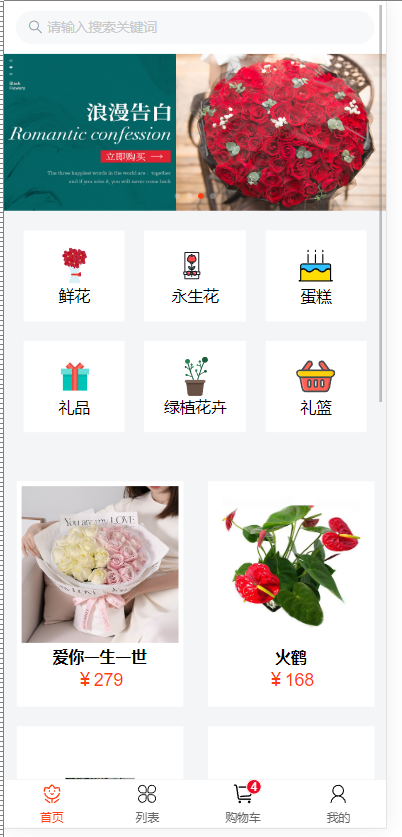 请输入搜索关键词
浪漫告白
Romantic confession
立即购买
The three happiest words in the world are : together
and if you miss it, you will never come back
鲜花
永生花
蛋糕
礼品
绿植花卉
礼篮
You are my LOVE
爱你一生一世
￥279
火鹤
￥168
首页
列表
4
购物车
我的